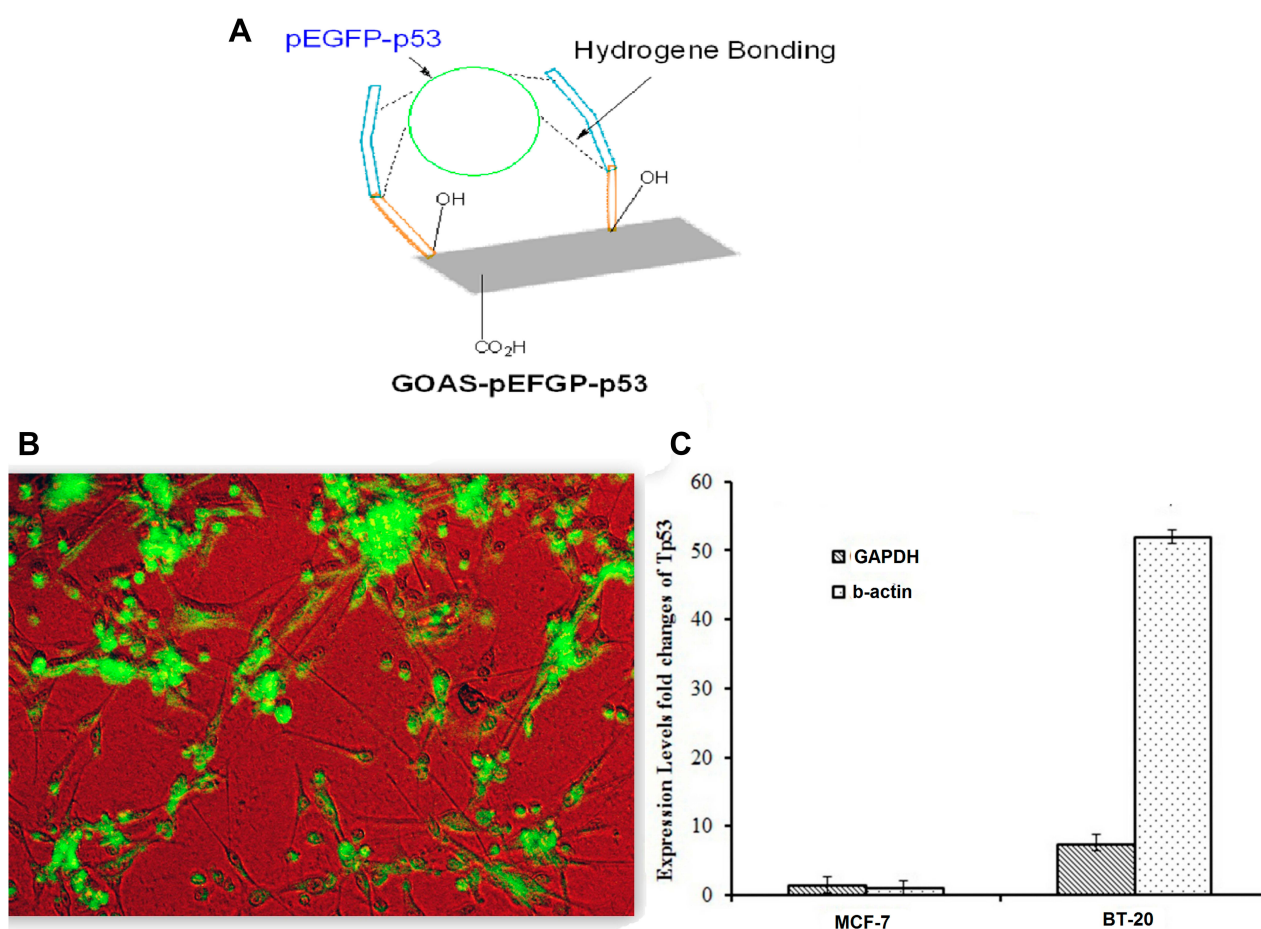 A
pEGFP-p53
Hydrogene Bonding
OH
OH
CO2H
GOAS-pEFGP-p53
B
C
Expression Levels fold changes of Tp53
60
50
40
30
20
10
0
GAPDH
b-actin
MCF-7
BT-20